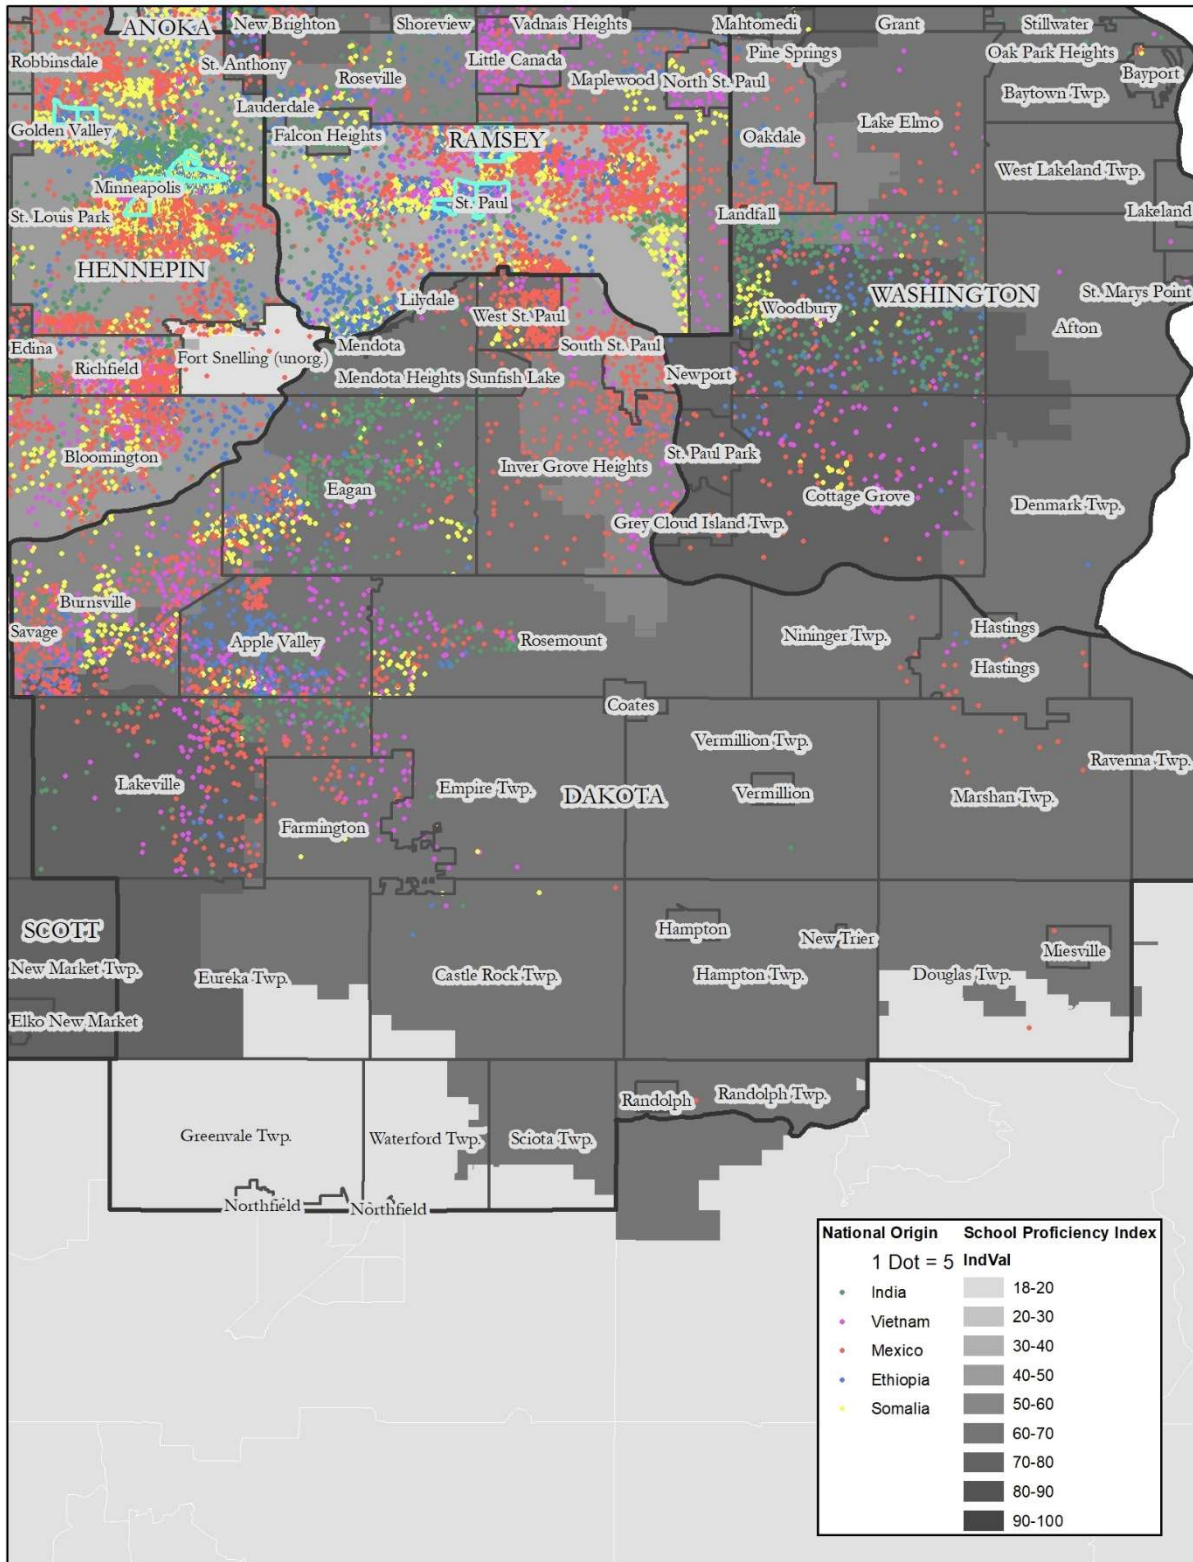 ANOKA
New Brighton
Shoreview
Vadnais Heights
Mahtomedi
Grant
Stillwater
Robbinsdale
St. Anthony
Roseville
Little Canada
Maplewood
North St. Paul
Pine Springs
Oak Park Heights
Bayport
Baytown Twp.
Lauderdale
Falcon Heights
Golden Valley
RAMSEY
Oakdale
Lake Elmo
West Lakeland Twp.
Minneapolis
St. Paul
St. Louis Park
Landfall
Lakeland
HENNEPIN
Lilydale
West St. Paul
Woodbury
WASHINGTON
St. Marys Point
Afton
Edina
Richfield
Fort Snelling (unorg.)
Mendota
South St. Paul
Mendota Heights
Sunfish Lake
Newport
Bloomington
Inver Grove Heights
St. Paul Park
Eagan
Cottage Grove
Grey Cloud Island Twp.
Denmark Twp.
Burnsville
Savage
Apple Valley
Rosemount
Nininger Twp.
Hastings
Hastings
Coates
Vermillion Twp.
Ravenna Twp.
Lakeville
Empire Twp.
DAKOTA
Vermillion
Marshan Twp.
Farmington
SCOTT
Hampton
New Trier
Miesville
New Market Twp.
Eureka Twp.
Castle Rock Twp.
Hampton Twp.
Douglas Twp.
Elko New Market
Randolph
Randolph Twp.
Greenvale Twp.
Waterford Twp.
Sciota Twp.
Northfield
Northfield
National Origin
1 Dot = 5
India
Vietnam
Mexico
Ethiopia
Somalia
School Proficiency Index
IndVal
18-20
20-30
30-40
40-50
50-60
60-70
70-80
80-90
90-100